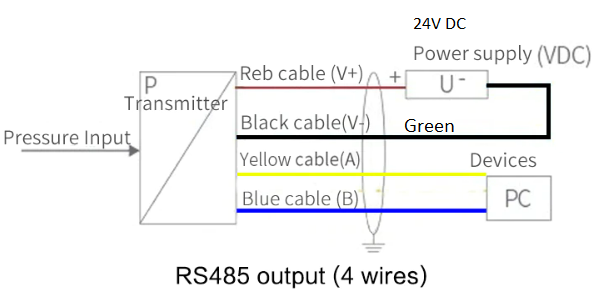 24V DC
Power supply (VDC)
Reb cable (V+)
+
U-
P
Transmitter
Black cable(V-)
Green
Pressure Input
Yellow cable(A)
Devices
Blue cable (B)
PC
RS485 output (4 wires)